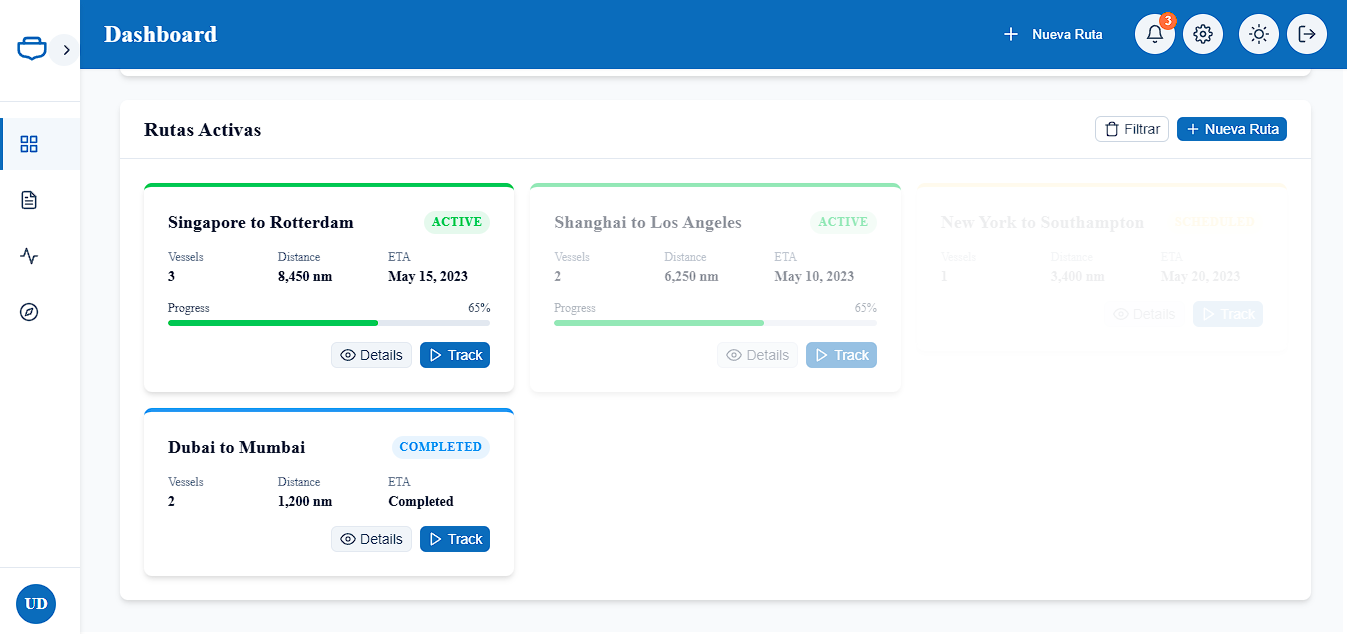 Dashboard
Nueva Ruta
3
Rutas Activas
Filtrar
Nueva Ruta
Singapore to Rotterdam
ACTIVE
Vessels
Distance
ETA
3
8,450 nm
May 15, 2023
Progress
65%
Details
Track
Shanghai to Los Angeles
ACTIVE
Vessels
Distance
ETA
2
6,250 nm
May 10, 2023
Progress
65%
Details
Track
New York to Southampton
SCHEDULED
Vessels
Distance
ETA
1
3,400 nm
May 20, 2023
Details
Track
Dubai to Mumbai
COMPLETED
Vessels
Distance
ETA
2
1,200 nm
Completed
Details
Track
UD